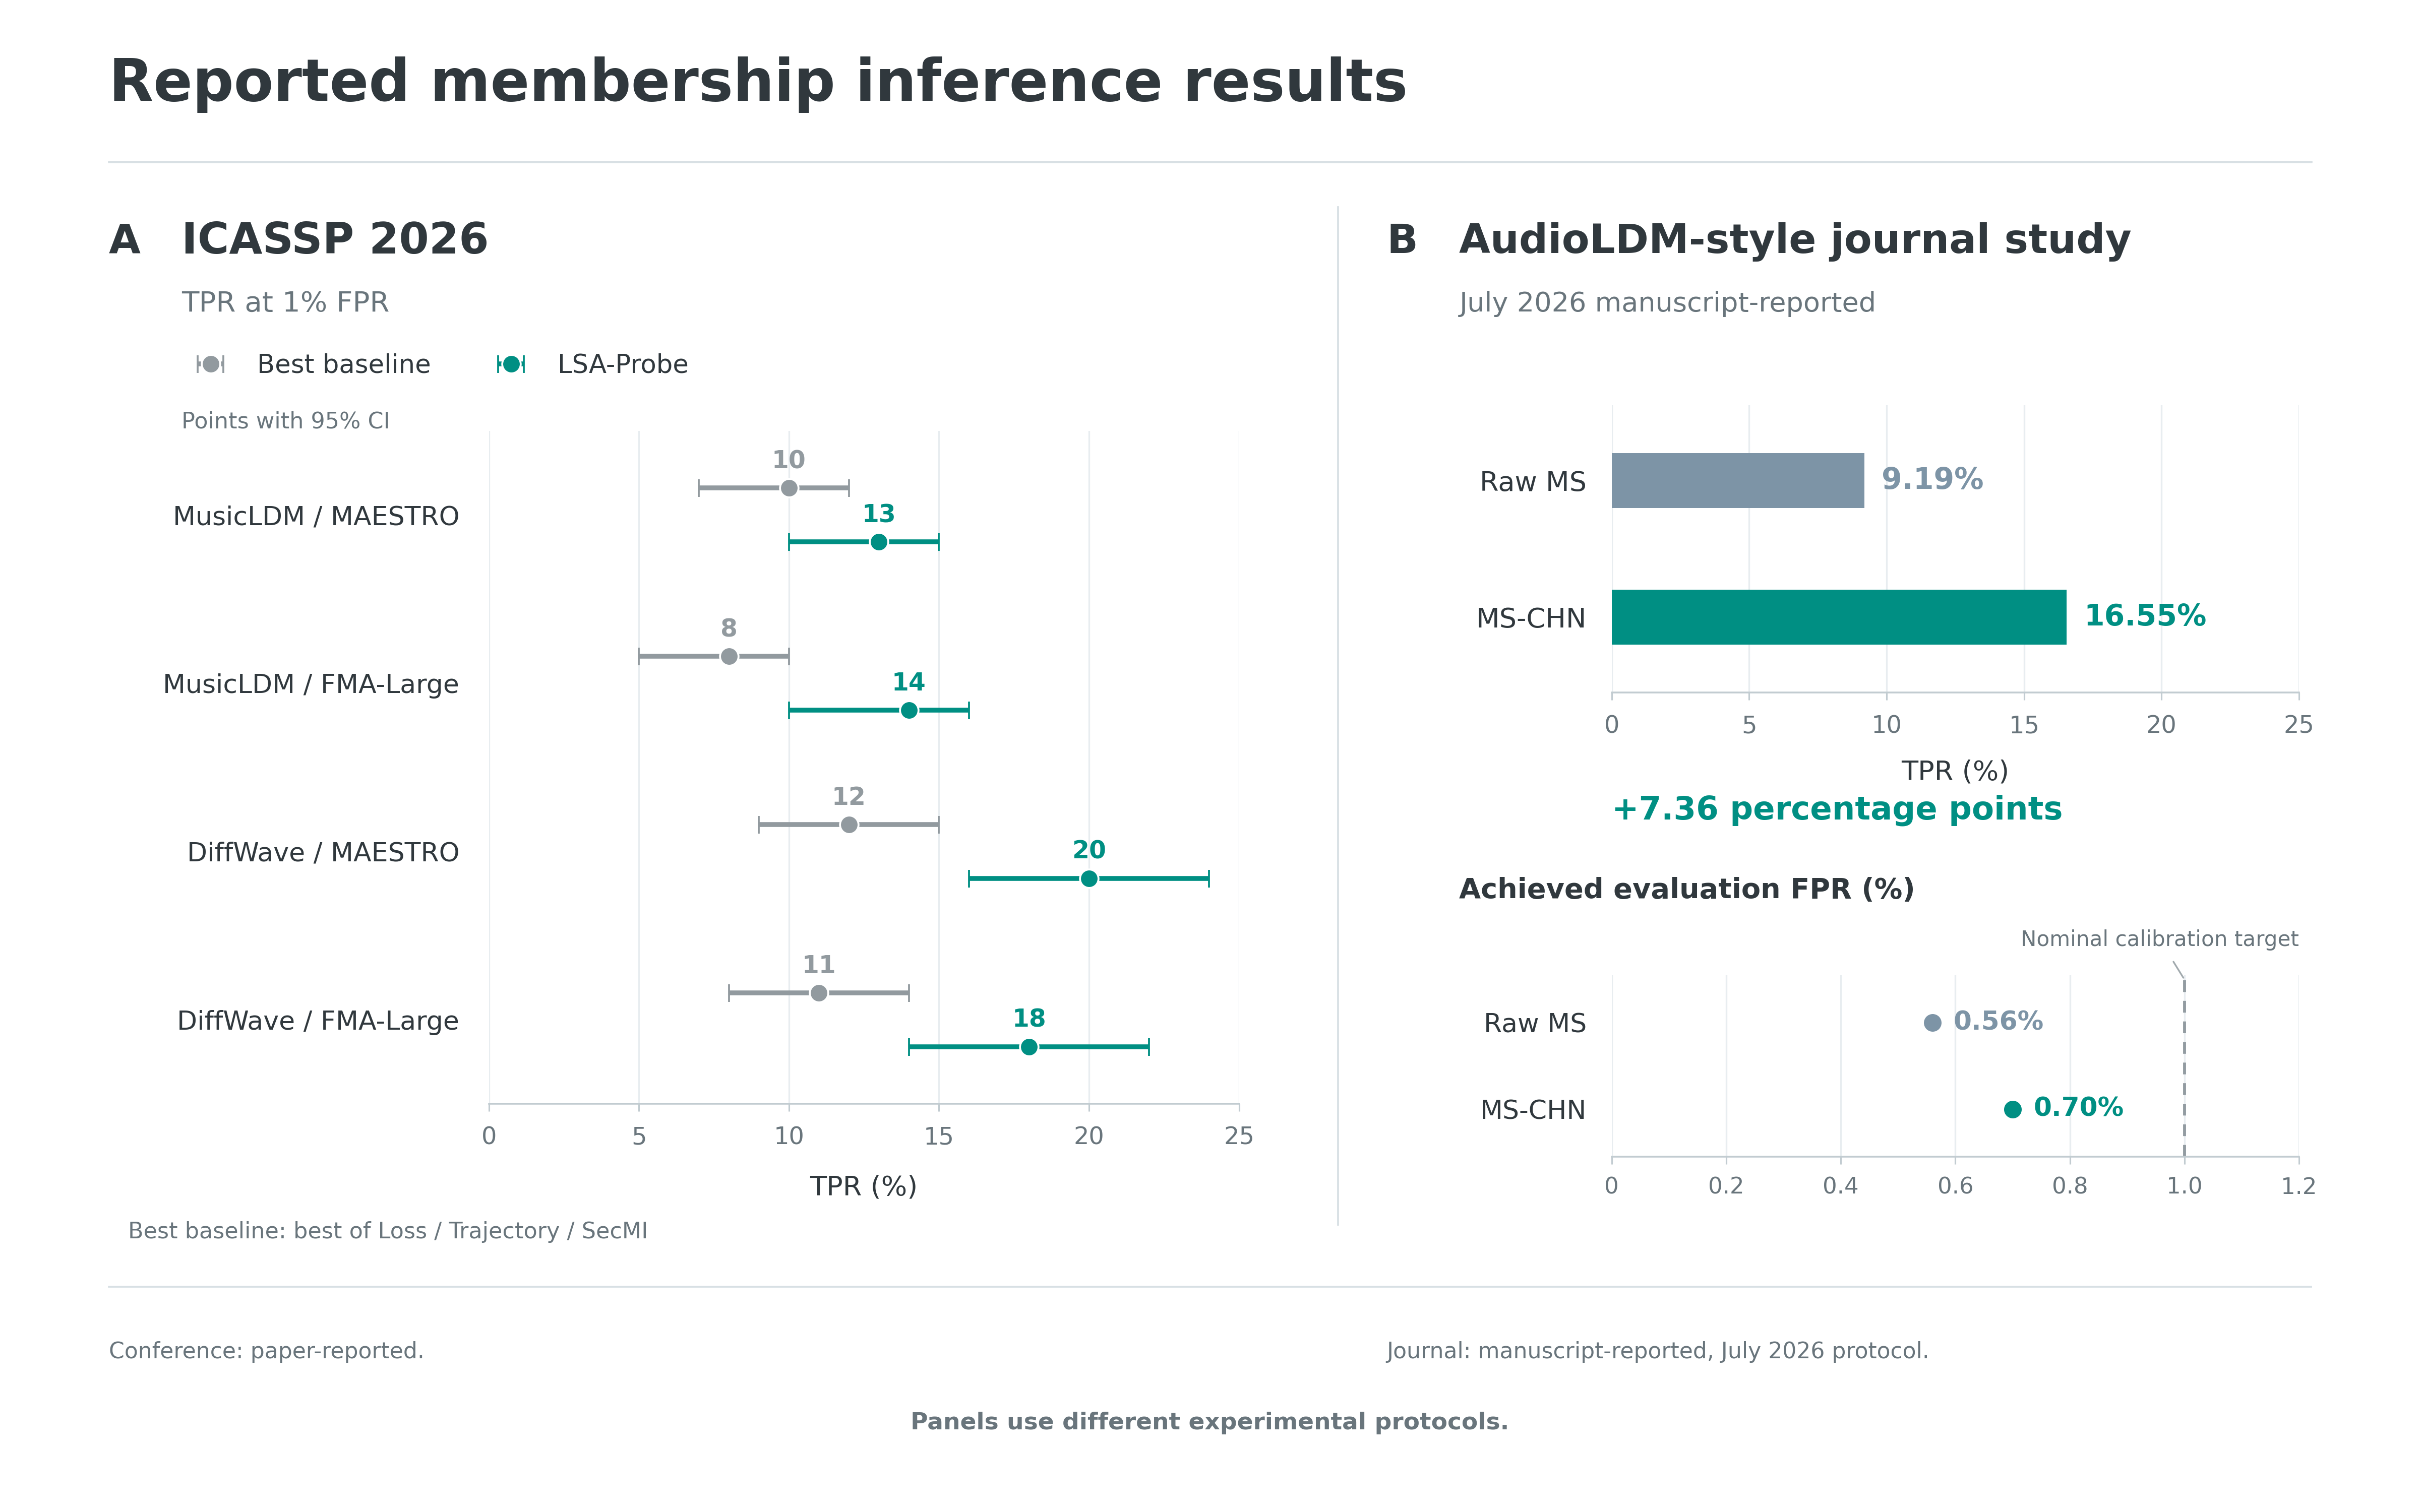 Reported membership inference results
A ICASSP 2026
TPR at 1% FPR
Best baseline LSA-Probe
Points with 95% CI
10
MusicLDM / MAESTRO
13
8
MusicLDM / FMA-Large
14
12
DiffWave / MAESTRO
20
11
DiffWave / FMA-Large
18
0 5 10 15 20 25
TPR (%)
Best baseline: best of Loss / Trajectory / SecMI
B AudioLDM-style journal study
July 2026 manuscript-reported
Raw MS 9.19%
MS-CHN 16.55%
0 5 10 15 20 25
TPR (%)
+7.36 percentage points
Achieved evaluation FPR (%)
Nominal calibration target
Raw MS 0.56%
MS-CHN 0.70%
0 0.2 0.4 0.6 0.8 1.0 1.2
Conference: paper-reported.
Journal: manuscript-reported, July 2026 protocol.
Panels use different experimental protocols.